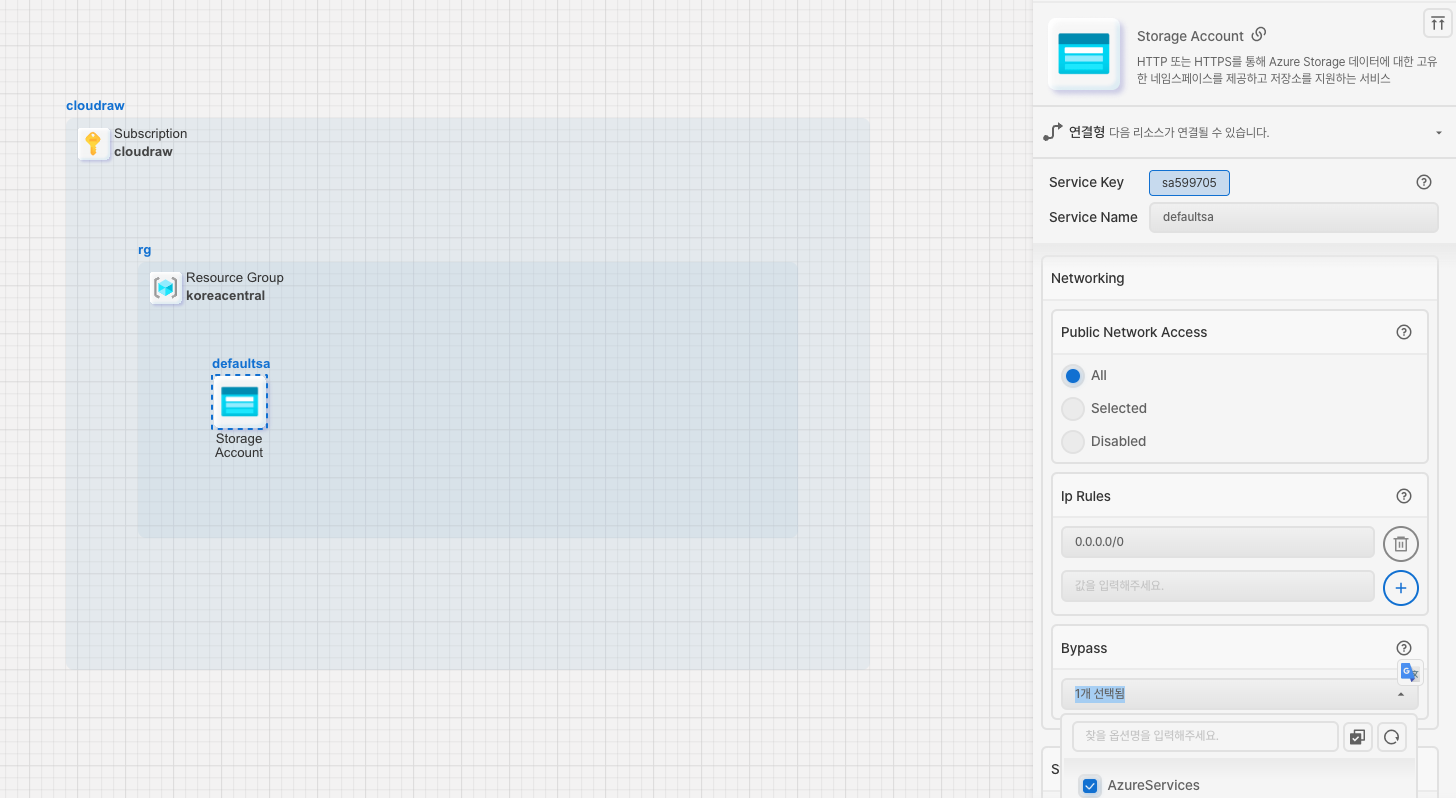 cloudraw
Subscription
cloudraw
rg
Resource Group
koreacentral
defaultsa
Storage
Account
Storage Account
HTTP 또는 HTTPS를 통해 Azure Storage 데이터에 대한 고유
한 네임스페이스를 제공하고 저장소를 지원하는 서비스
연결형 다음 리소스가 연결될 수 있습니다.
Service Key sa599705
Service Name defaultsa
Networking
Public Network Access
All
Selected
Disabled
Ip Rules
0.0.0.0/0
값을 입력해주세요.
Bypass
1개 선택됨
찾을 옵션명을 입력해주세요.
AzureServices